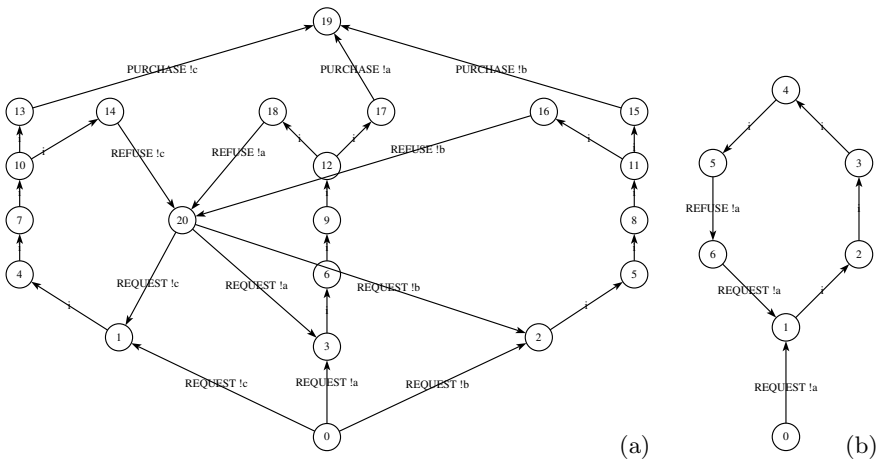 19
PURCHASE !c
PURCHASE !a
PURCHASE !b
4
i
i
13
14
18
17
16
15
i
i
REFUSE !c
REFUSE !a
i
i
REFUSE !b
i
i
5
3
10
12
11
REFUSE !a
i
i
i
i
7
20
9
8
6
2
i
i
i
REQUEST !c
REQUEST !a
REQUEST !b
REQUEST !a
i
4
6
5
i
i
i
1
1
3
2
REQUEST !c
REQUEST !a
REQUEST !b
REQUEST !a
0
(a)
0
(b)